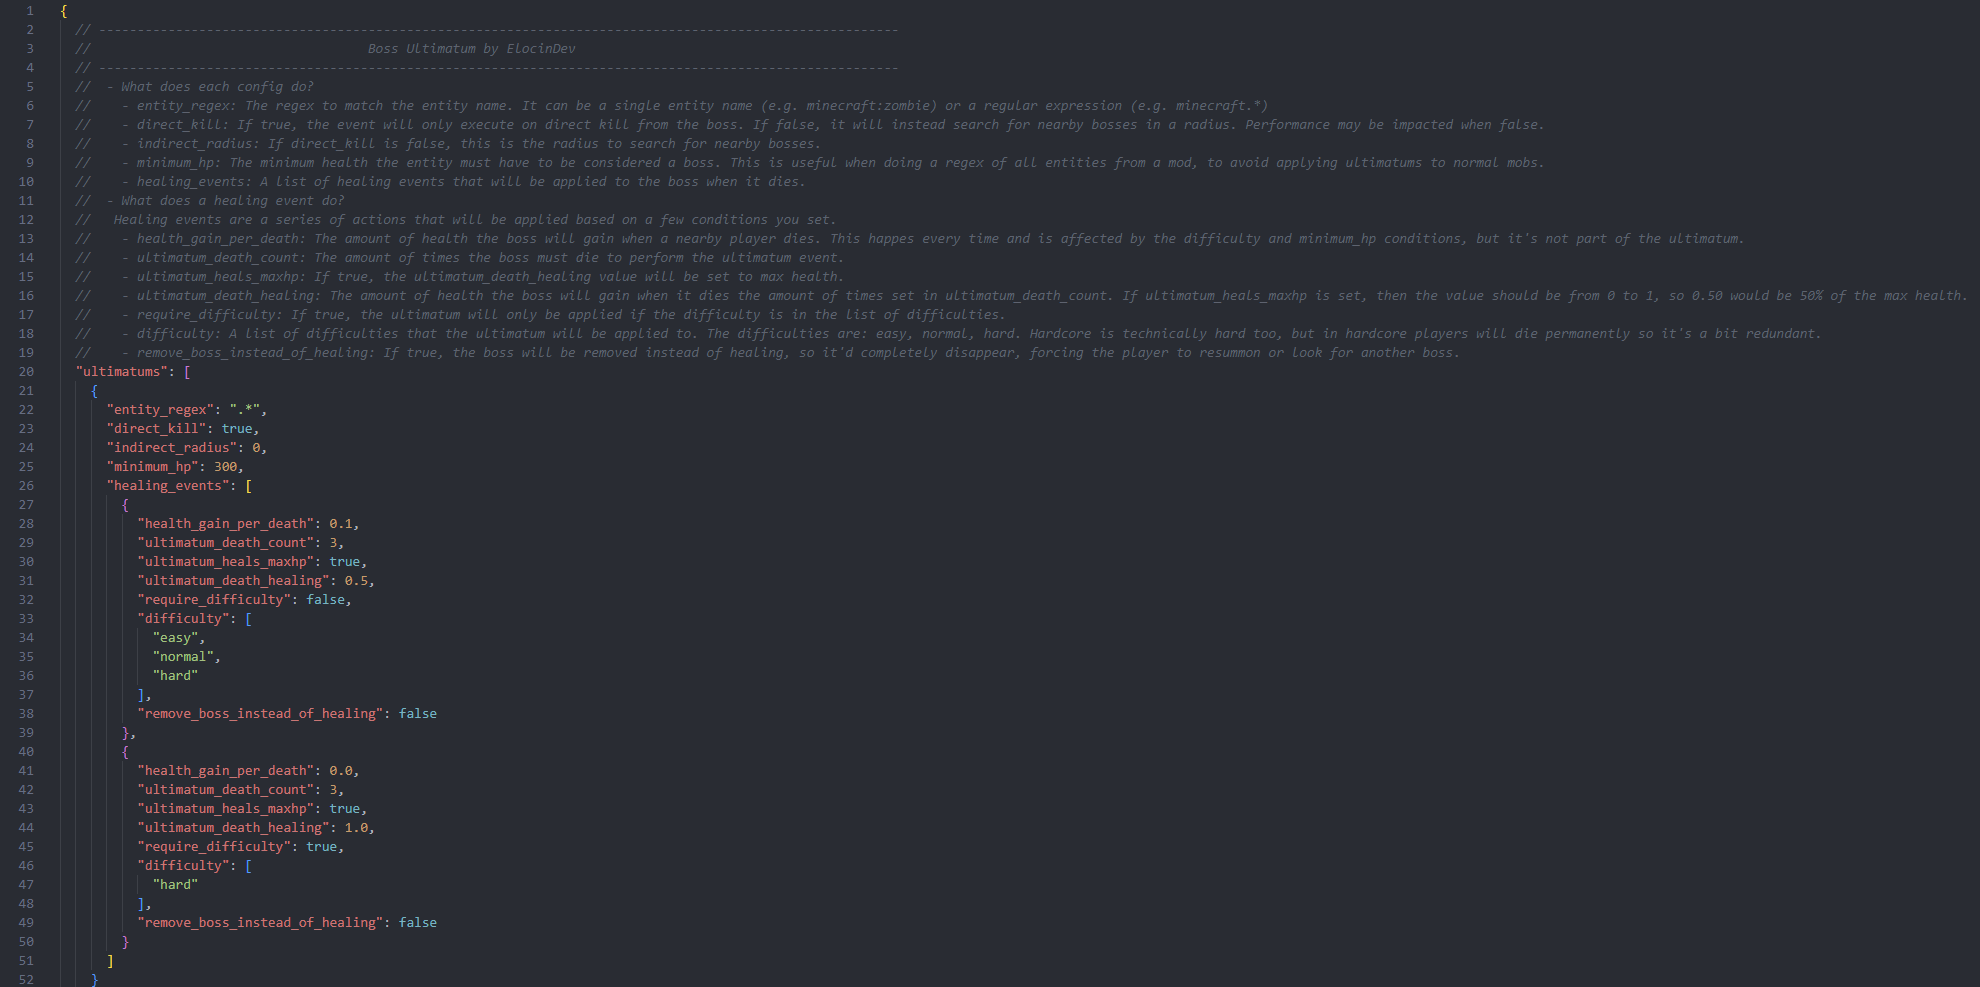 1 {
2 // --------------------------------------------------------------------------------------------------------
3 // Boss Ultimatum by ElocinDev
4 // --------------------------------------------------------------------------------------------------------
5 // - What does each config do?
6 // - entity_regex: The regex to match the entity name. It can be a single entity name (e.g. minecraft:zombie) or a regular expression (e.g. minecraft.*)
7 // - direct_kill: If true, the event will only execute on direct kill from the boss. If false, it will instead search for nearby bosses in a radius. Performance may be impacted when false.
8 // - indirect_radius: If direct_kill is false, this is the radius to search for nearby bosses.
9 // - minimum_hp: The minimum health the entity must have to be considered a boss. This is useful when doing a regex of all entities from a mod, to avoid applying ultimatums to normal mobs.
10 // - healing_events: A list of healing events that will be applied to the boss when it dies.
11 // - What does a healing event do?
12 // Healing events are a series of actions that will be applied based on a few conditions you set.
13 // - health_gain_per_death: The amount of health the boss will gain when a nearby player dies. This happes every time and is affected by the difficulty and minimum_hp conditions, but it's not part of the ultimatum.
14 // - ultimatum_death_count: The amount of times the boss must die to perform the ultimatum event.
15 // - ultimatum_heals_maxhp: If true, the ultimatum_death_healing value will be set to max health.
16 // - ultimatum_death_healing: The amount of health the boss will gain when it dies the amount of times set in ultimatum_death_count. If ultimatum_heals_maxhp is set, then the value should be from 0 to 1, so 0.50 would be 50% of the max health.
17 // - require_difficulty: If true, the ultimatum will only be applied if the difficulty is in the list of difficulties.
18 // - difficulty: A list of difficulties that the ultimatum will be applied to. The difficulties are: easy, normal, hard. Hardcore is technically hard too, but in hardcore players will die permanently so it's a bit redundant.
19 // - remove_boss_instead_of_healing: If true, the boss will be removed instead of healing, so it'd completely disappear, forcing the player to resummon or look for another boss.
20 "ultimatums": [
21 {
22 "entity_regex": ".*",
23 "direct_kill": true,
24 "indirect_radius": 0,
25 "minimum_hp": 300,
26 "healing_events": [
27 {
28 "health_gain_per_death": 0.1,
29 "ultimatum_death_count": 3,
30 "ultimatum_heals_maxhp": true,
31 "ultimatum_death_healing": 0.5,
32 "require_difficulty": false,
33 "difficulty": [
34 "easy",
35 "normal",
36 "hard"
37 ],
38 "remove_boss_instead_of_healing": false
39 },
40 {
41 "health_gain_per_death": 0.0,
42 "ultimatum_death_count": 3,
43 "ultimatum_heals_maxhp": true,
44 "ultimatum_death_healing": 1.0,
45 "require_difficulty": true,
46 "difficulty": [
47 "hard"
48 ],
49 "remove_boss_instead_of_healing": false
50 }
51 ]
52 }